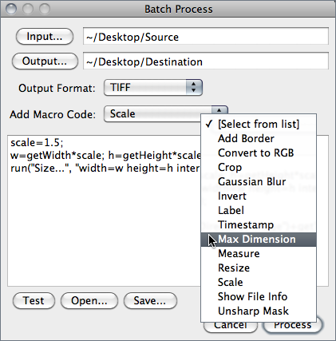 Batch Process
Input... ~/Desktop/Source
Output... ~/Desktop/Destination
Output Format: TIFF
Add Macro Code: Scale
scale=1.5;
w=getWidth*scale; h=getHeight*scale
run("Size...", "width=w height=h inter
✓ [Select from list]
Add Border
Convert to RGB
Crop
Gaussian Blur
Invert
Label
Timestamp
Max Dimension
Measure
Resize
Scale
Show File Info
Unsharp Mask
Test Open... Save...
Cancel Process